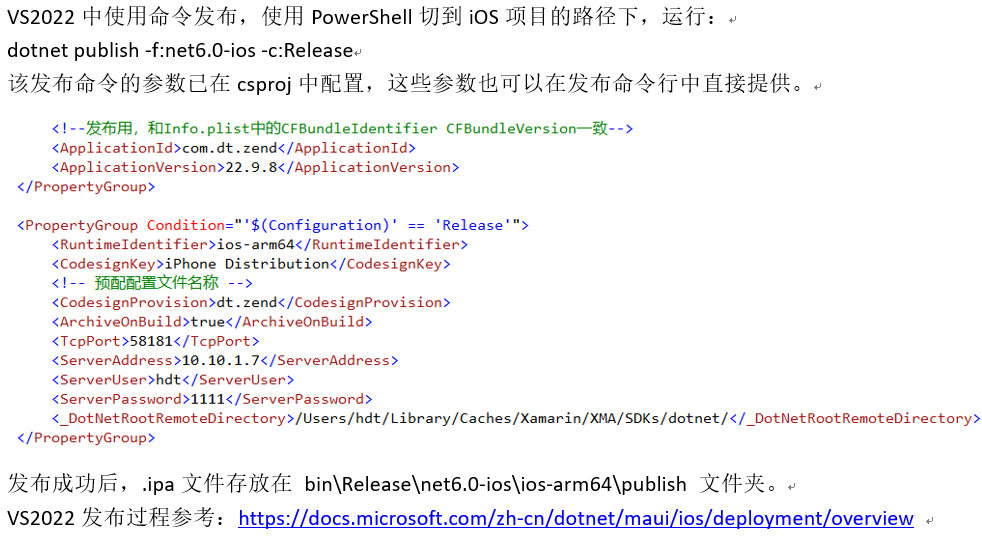 VS2022 中使用命令发布，使用 PowerShell 切到 iOS 项目的路径下，运行：
dotnet publish -f:net6.0-ios -c:Release
该发布命令的参数已在 csproj 中配置，这些参数也可以在发布命令行中直接提供。
<!--发布用，和Info.plist中的CFBundleIdentifier CFBundleVersion一致-->
<ApplicationId>com.dt.zend</ApplicationId>
<ApplicationVersion>22.9.8</ApplicationVersion>
</PropertyGroup>
<PropertyGroup Condition="'$(Configuration)' == 'Release'">
<RuntimeIdentifier>ios-arm64</RuntimeIdentifier>
<CodesignKey>iPhone Distribution</CodesignKey>
<!-- 预配配置文件名称 -->
<CodesignProvision>dt.zend</CodesignProvision>
<ArchiveOnBuild>true</ArchiveOnBuild>
<TcpPort>58181</TcpPort>
<ServerAddress>10.10.1.7</ServerAddress>
<ServerUser>hdt</ServerUser>
<ServerPassword>1111</ServerPassword>
<_DotNetRootRemoteDirectory>/Users/hdt/Library/Caches/Xamarin/XMA/SDKs/dotnet/</_DotNetRootRemoteDirectory>
</PropertyGroup>
发布成功后，.ipa 文件存放在 bin\Release\net6.0-ios\ios-arm64\publish 文件夹。
VS2022 发布过程参考：https://docs.microsoft.com/zh-cn/dotnet/maui/ios/deployment/overview